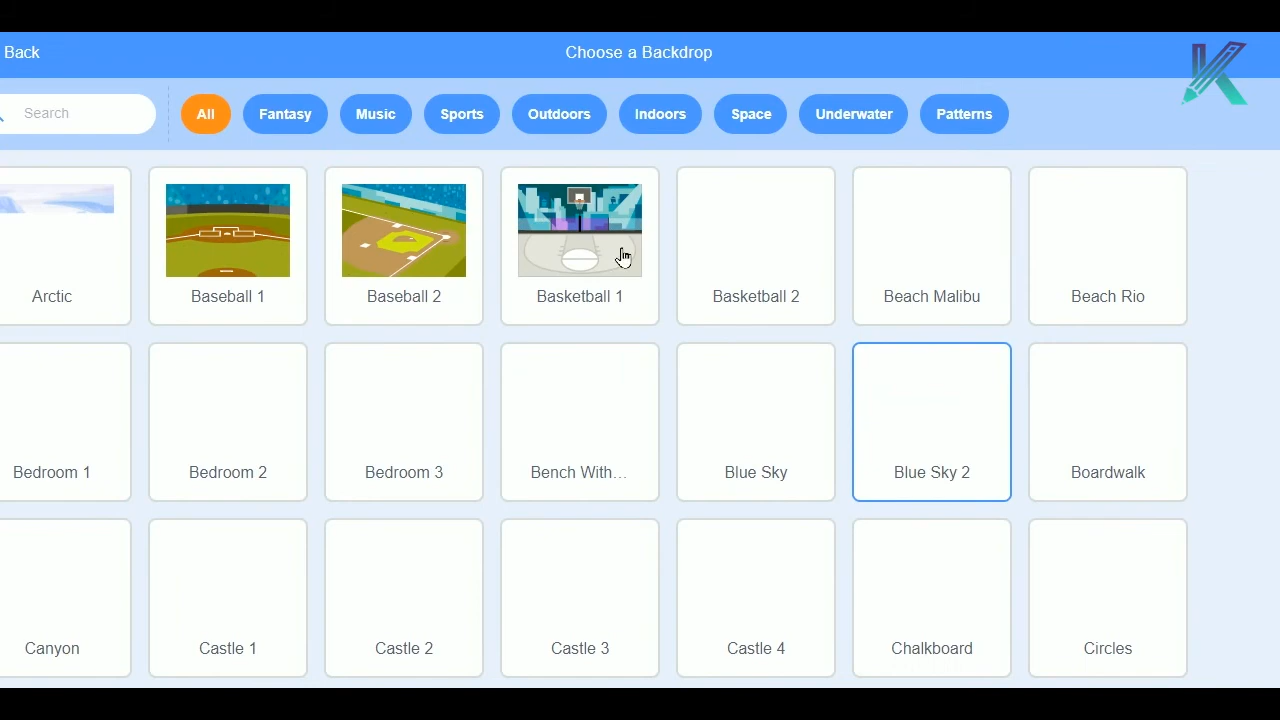 Back
Choose a Backdrop
Search
All
Fantasy
Music
Sports
Outdoors
Indoors
Space
Underwater
Patterns
Arctic
Baseball 1
Baseball 2
Basketball 1
Basketball 2
Beach Malibu
Beach Rio
Bedroom 1
Bedroom 2
Bedroom 3
Bench With...
Blue Sky
Blue Sky 2
Boardwalk
Canyon
Castle 1
Castle 2
Castle 3
Castle 4
Chalkboard
Circles